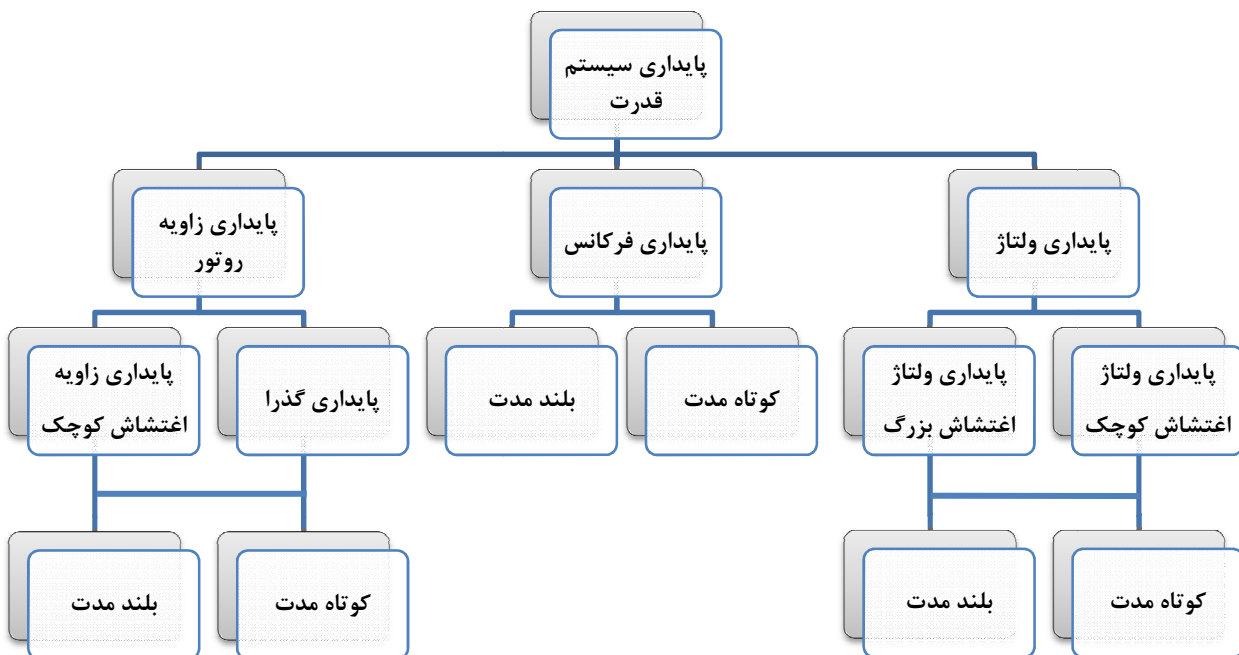 پایداری سیستم
قدرت
پایداری ولتاژ
پایداری فرکانس
پایداری زاویه
روتور
پایداری ولتاژ
اغتشاش کوچک
پایداری ولتاژ
اغتشاش بزرگ
کوتاه مدت
بلند مدت
پایداری گذرا
پایداری زاویه
اغتشاش کوچک
کوتاه مدت
بلند مدت
کوتاه مدت
بلند مدت